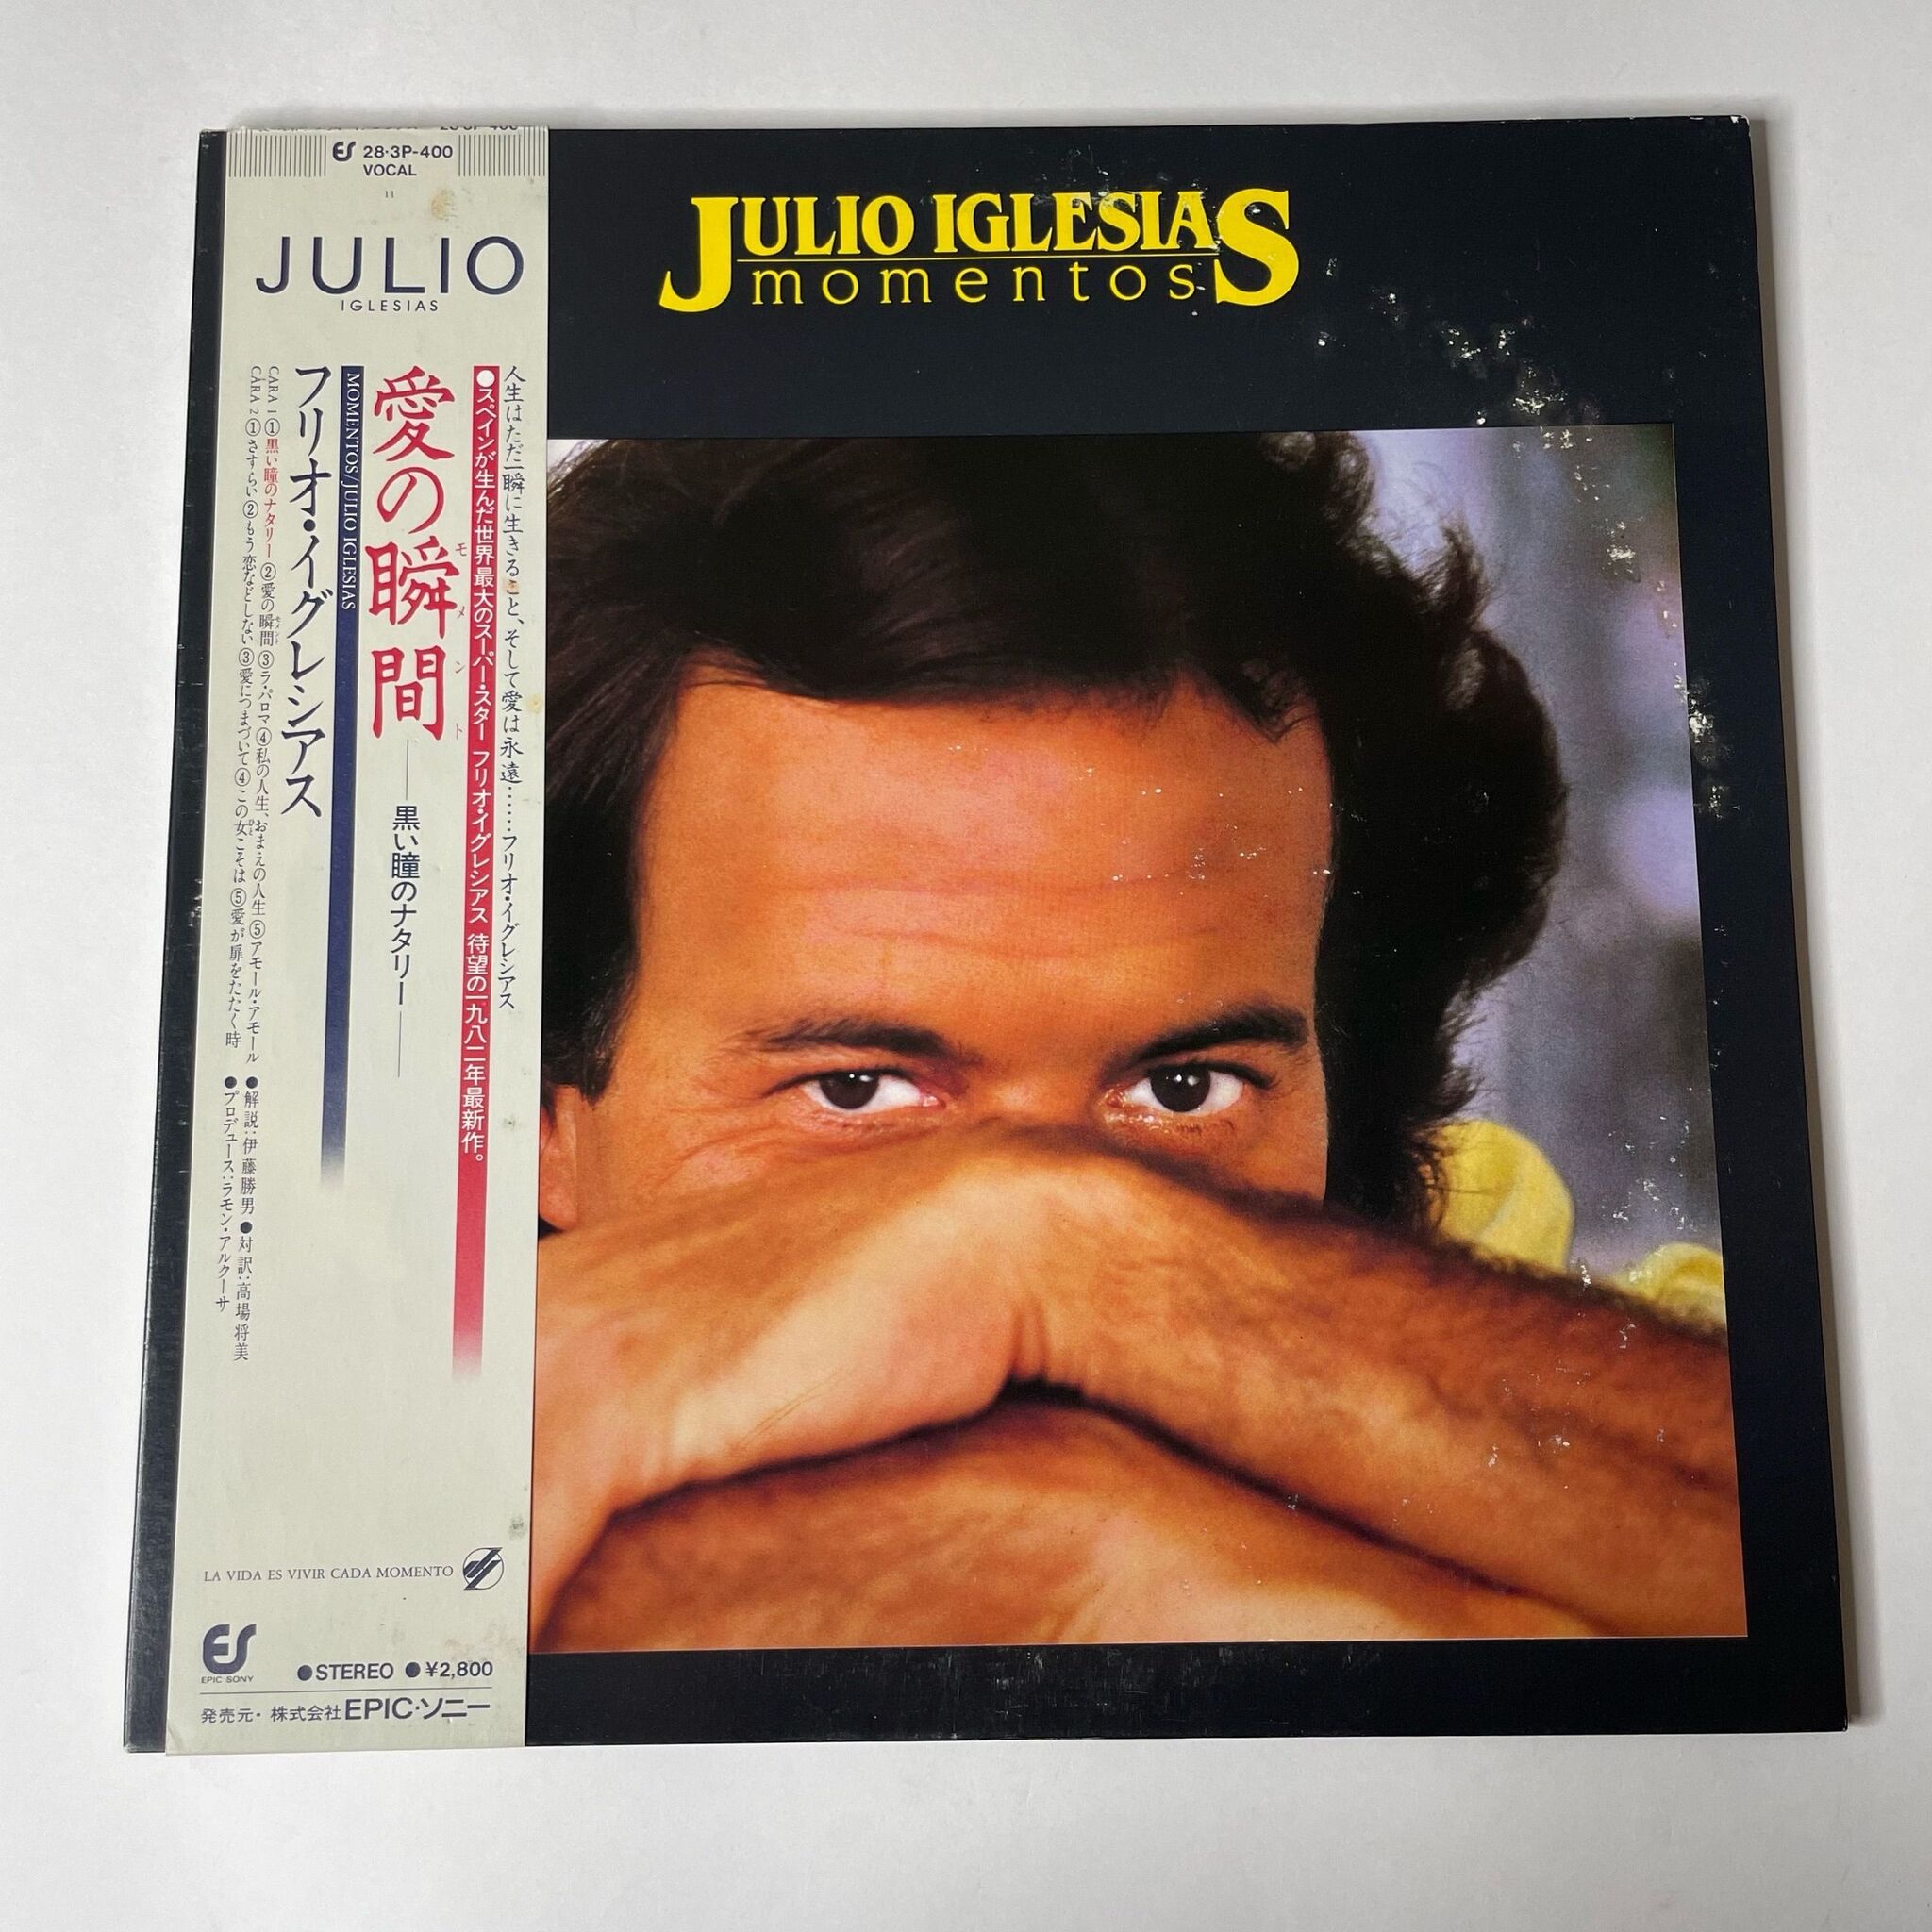 28·3P-400
VOCAL
11
JULIO
IGLESIAS
人生はただ一瞬に生きること、そして愛は永遠……フリオ・イグレシアス
●スペインが生んだ世界最大のスーパー・スター フリオ・イグレシアス 待望の一九八二年最新作。
モメント
愛の瞬間
——黒い瞳のナタリー——
MOMENTOS/JULIO IGLESIAS
フリオ・イグレシアス
CARA 1 ①黒い瞳のナタリー ②愛の瞬間 ③ラ・パロマ ④私の人生、おまえの人生 ⑤アモール・アモール
CARA 2 ①さすらい ②もう恋などしない ③愛につまづいて ④この女こそは ⑤愛が扉をたたく時
●解説:伊藤勝男 ●対訳:高場将美
●プロデュース:ラモン・アルクーサ
LA VIDA ES VIVIR CADA MOMENTO
ES
EPIC SONY
●STEREO ●¥2,800
発売元・株式会社EPIC・ソニー
JULIO IGLESIAS
momentos